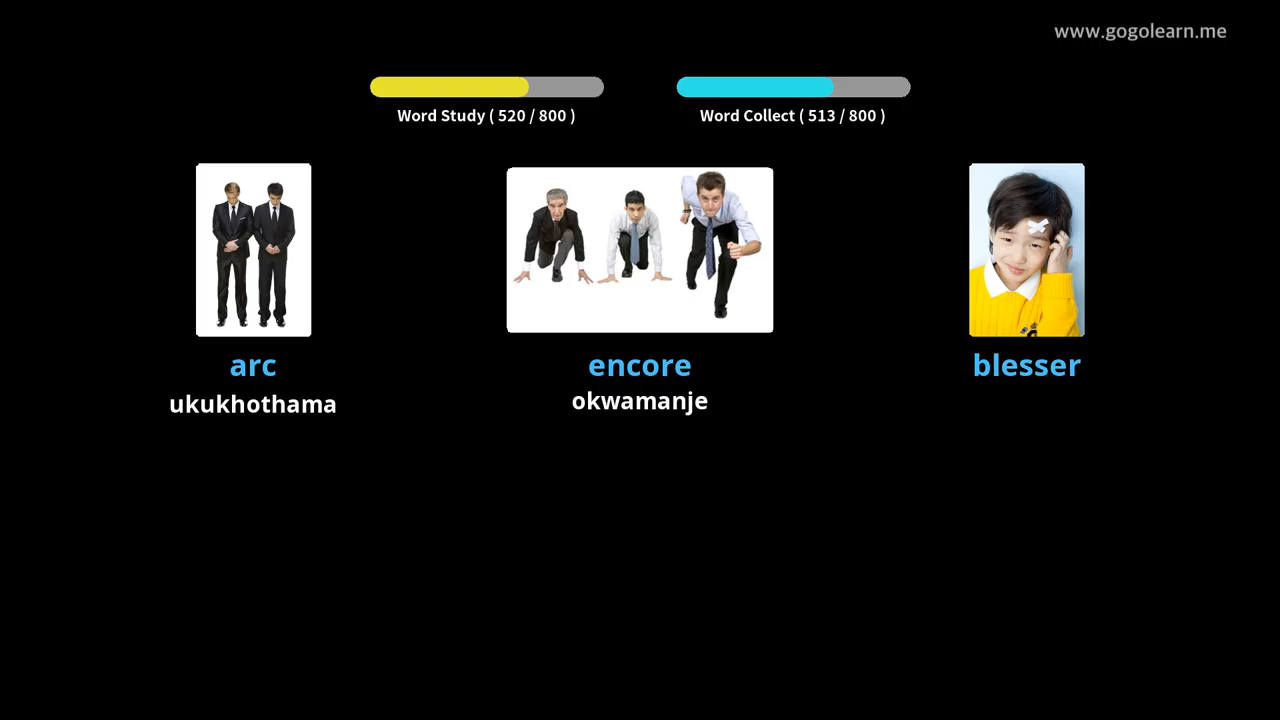 www.gogolearn.me
Word Study ( 520 / 800 )
Word Collect ( 513 / 800 )
arc
ukukhothama
encore
okwamanje
blesser